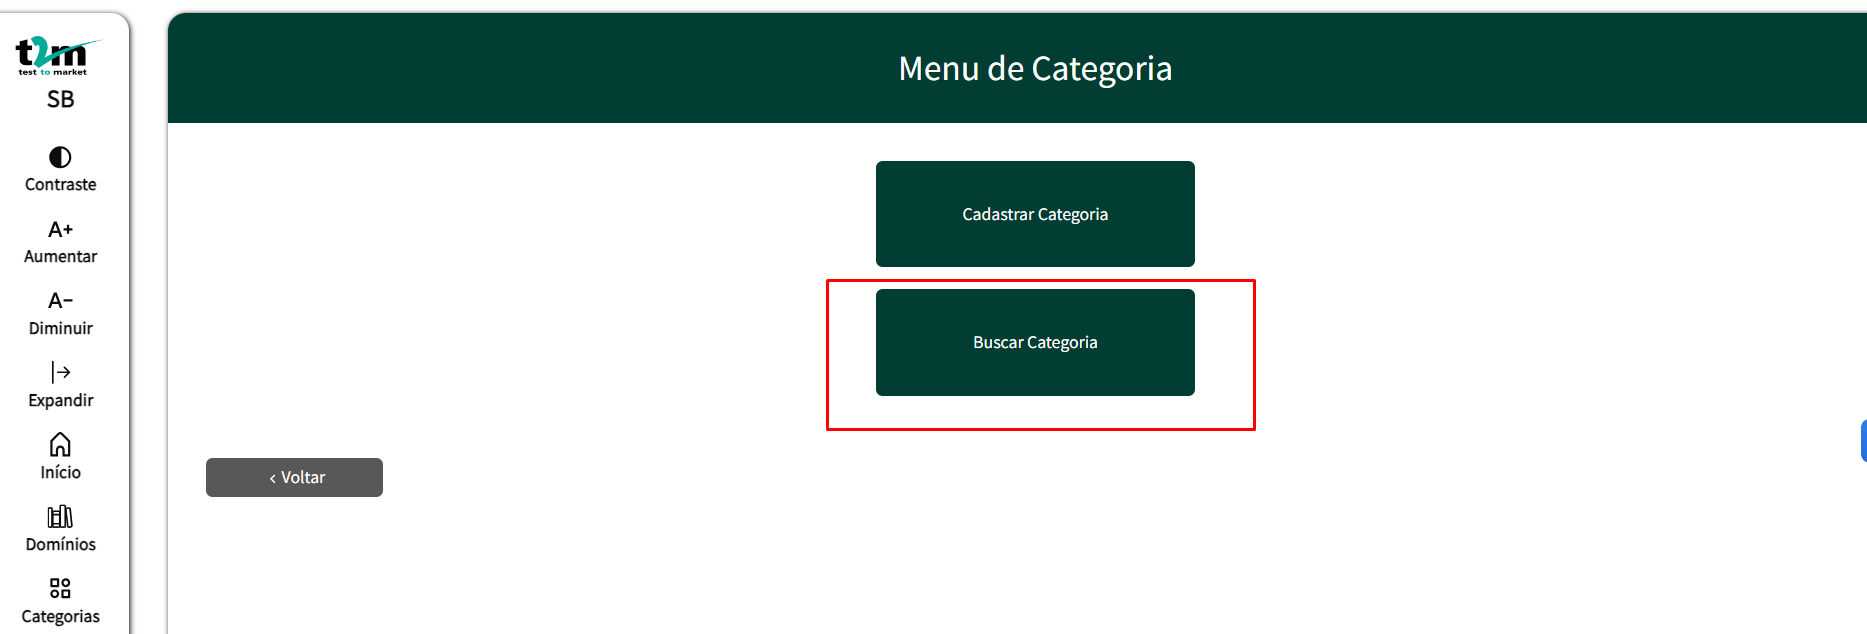 t2m
test to market
SB
Contraste
A+
Aumentar
A-
Diminuir
Expandir
Início
Domínios
Categorias
Menu de Categoria
Cadastrar Categoria
Buscar Categoria
‹ Voltar